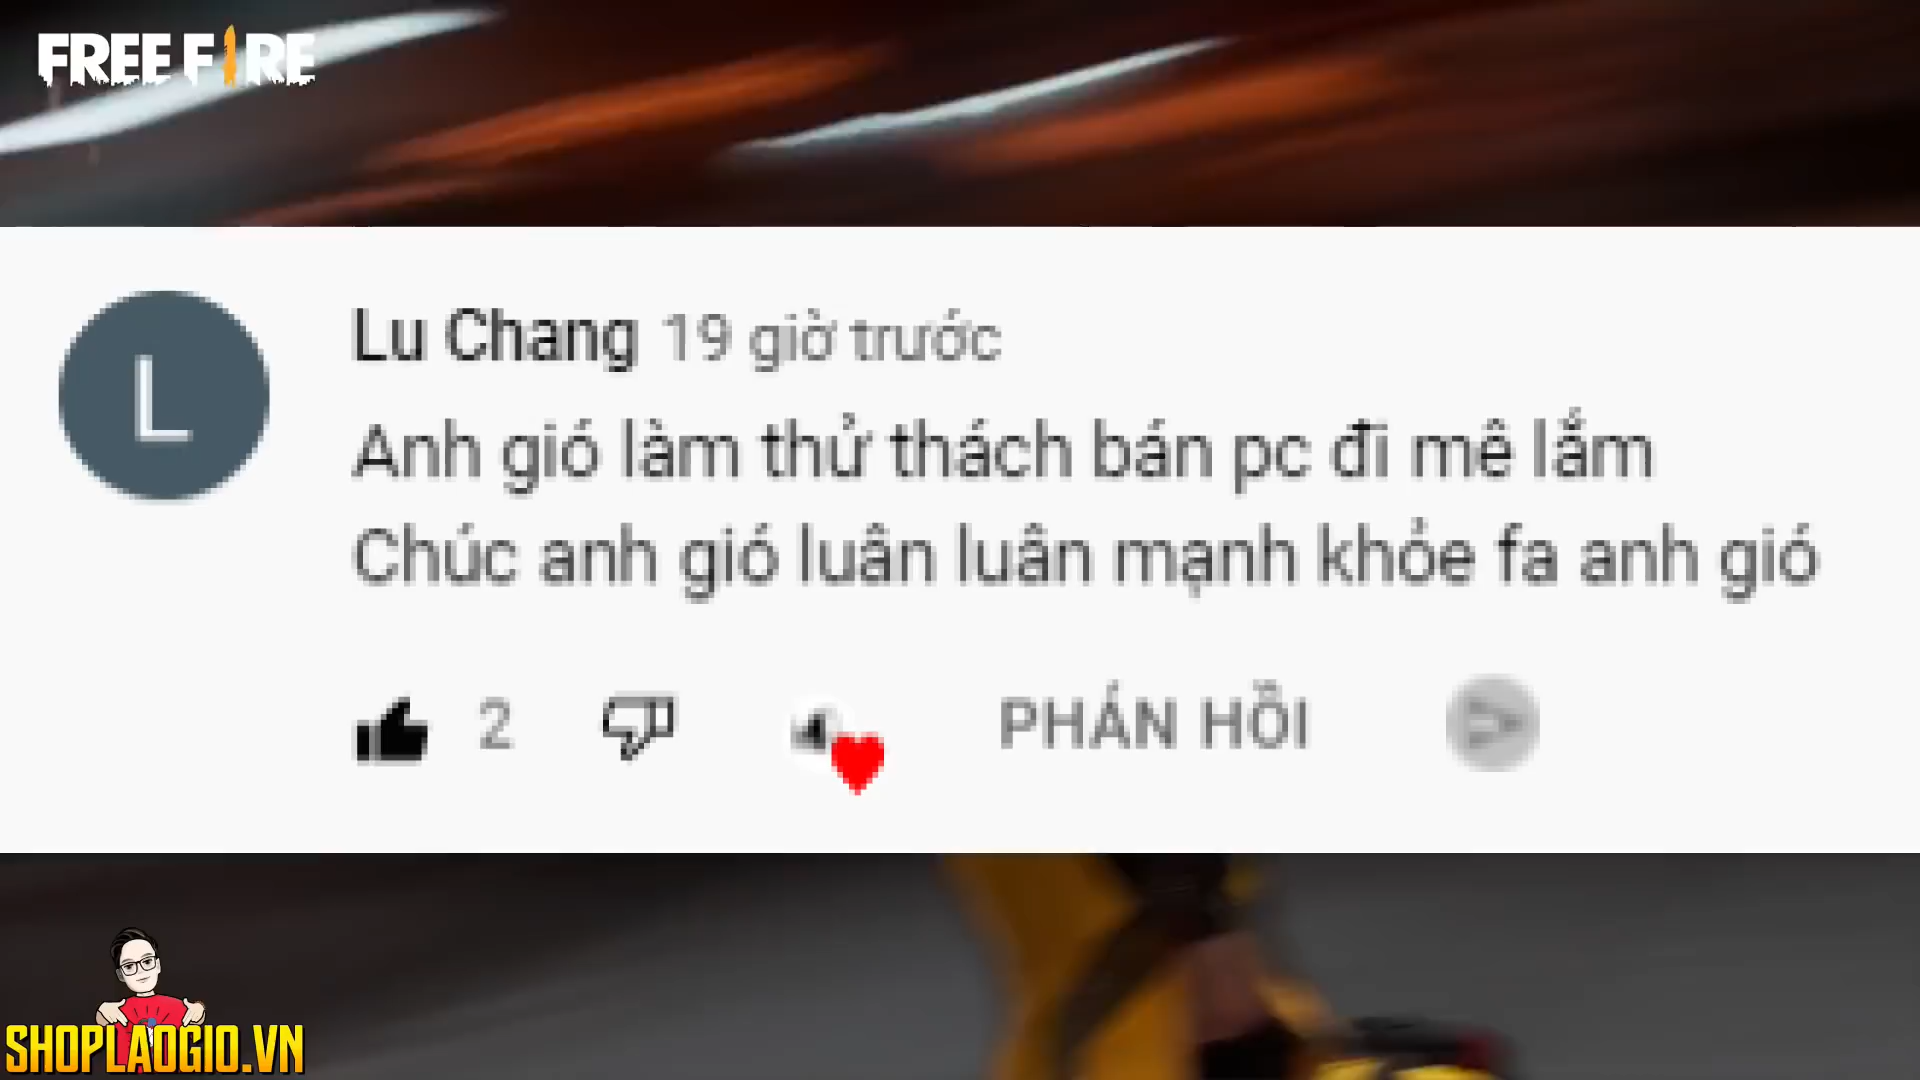 FREE FIRE
L
Lu Chang 19 giờ trước
Anh gió làm thử thách bán pc đi mê lắm
Chúc anh gió luân luân mạnh khỏe fa anh gió
2
PHẢN HỒI
SHOPLAOGIO.VN